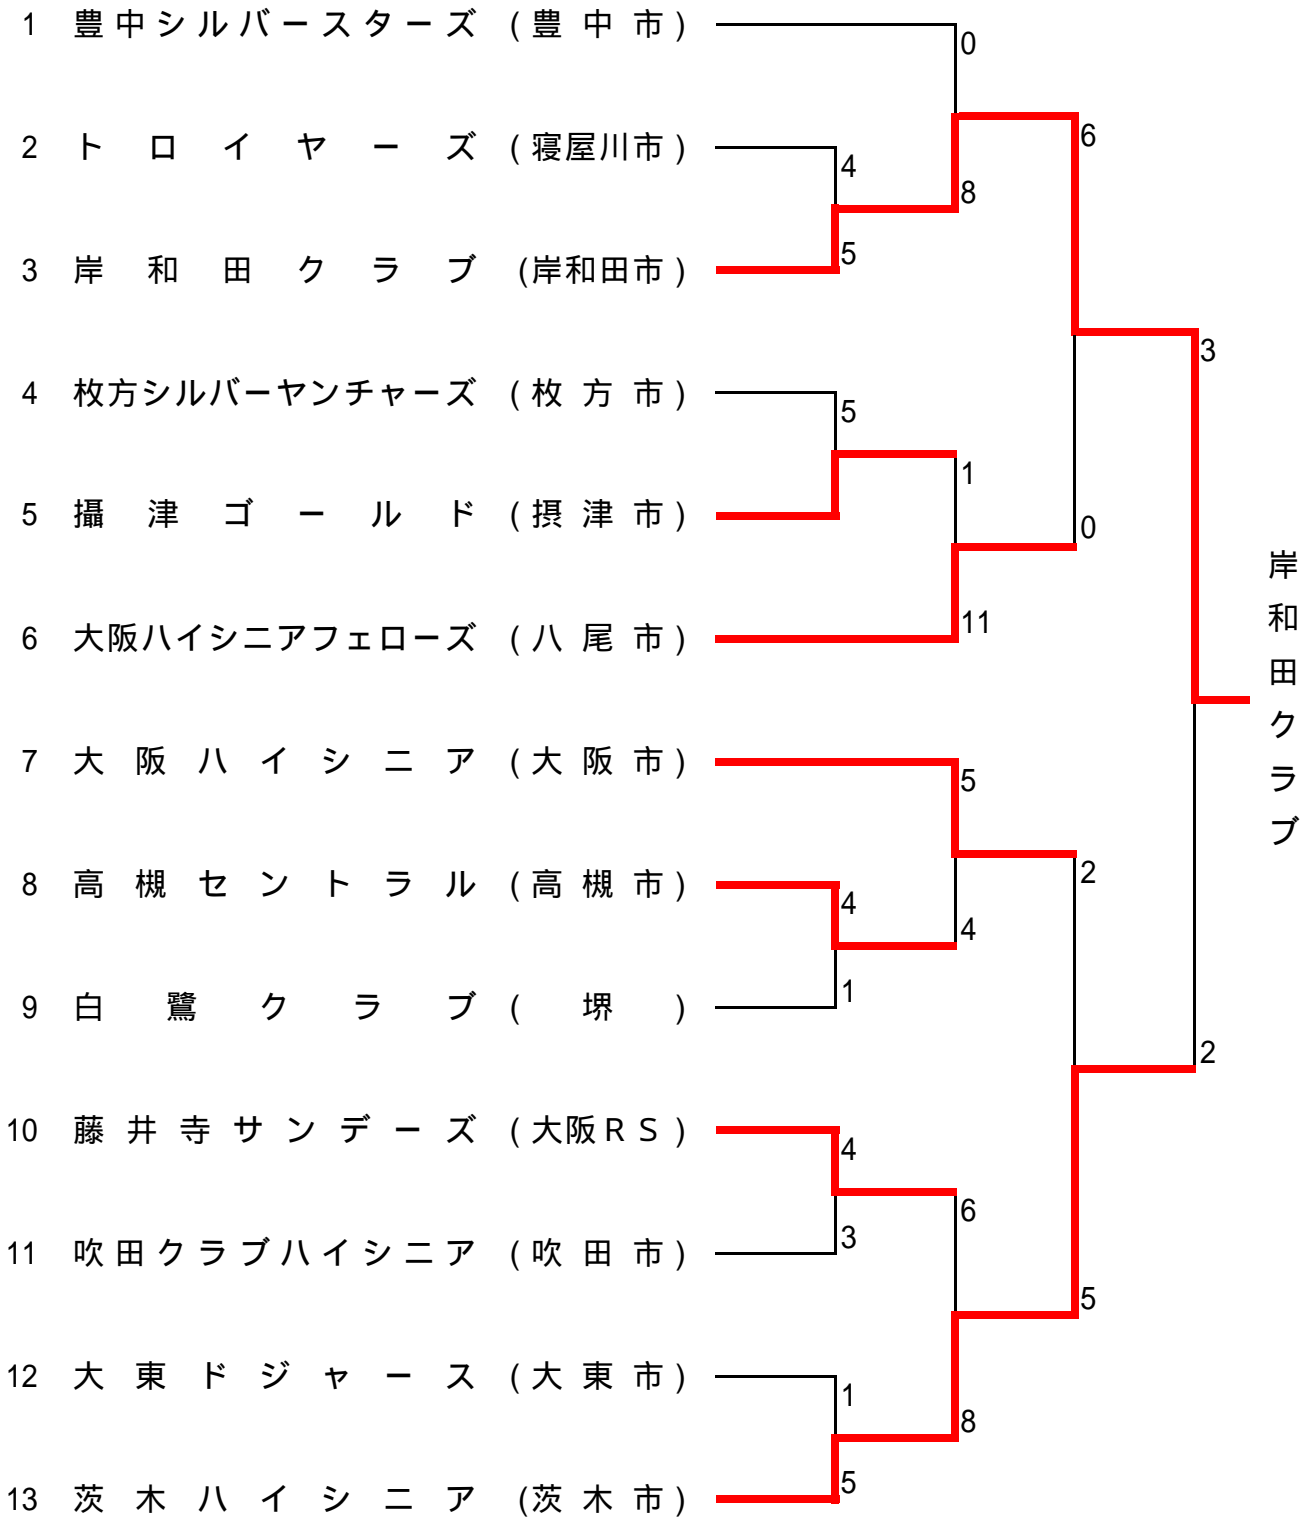 1 豊中シルバースターズ (豊中市)
0
6
2 トロイヤーズ (寝屋川市)
4
8
3 岸和田クラブ (岸和田市)
5
3
4 枚方シルバーヤンチャーズ (枚方市)
5
1
5 攝津ゴールド (摂津市)
0
6 大阪ハイシニアフェローズ (八尾市)
11
岸和田クラブ
7 大阪ハイシニア (大阪市)
5
2
8 高槻セントラル (高槻市)
4
4
9 白鷺クラブ (堺)
1
2
10 藤井寺サンデーズ (大阪RS)
4
6
11 吹田クラブハイシニア (吹田市)
3
5
12 大東ドジャース (大東市)
1
8
13 茨木ハイシニア (茨木市)
5